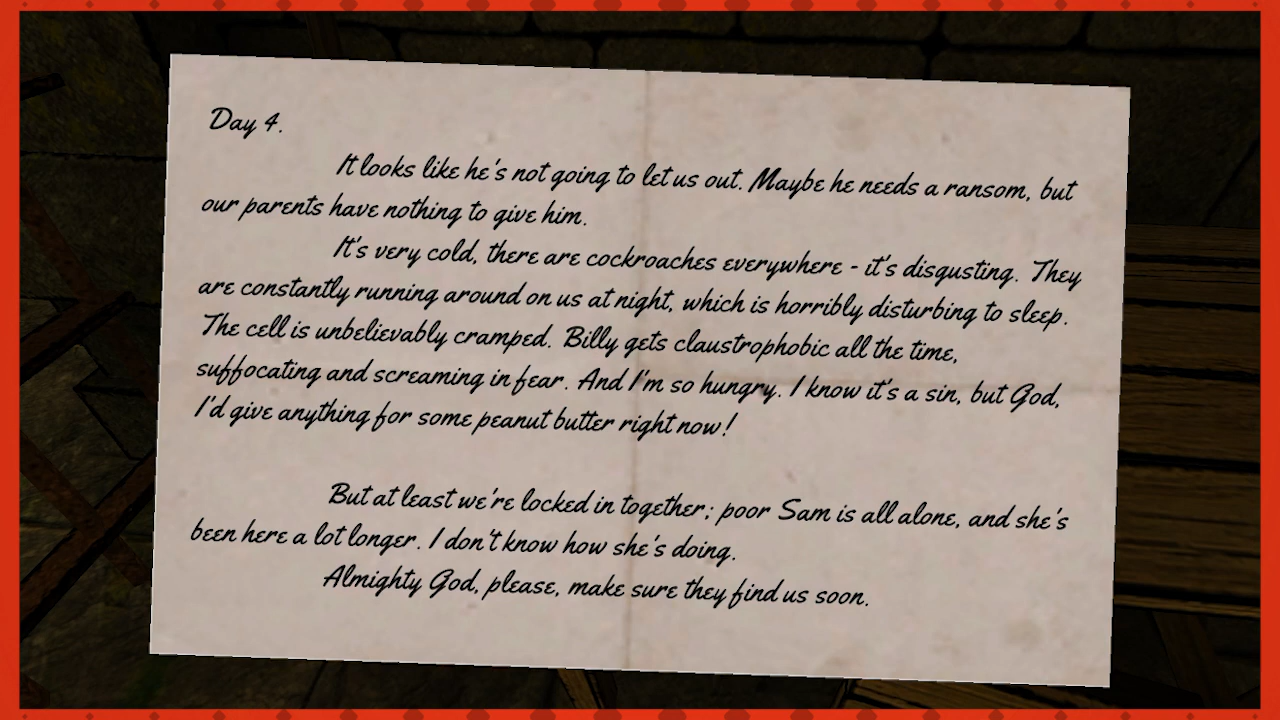 Day 4.
It looks like he's not going to let us out. Maybe he needs a ransom, but
our parents have nothing to give him.
It's very cold, there are cockroaches everywhere - it's disgusting. They
are constantly running around on us at night, which is horribly disturbing to sleep.
The cell is unbelievably cramped. Billy gets claustrophobic all the time,
suffocating and screaming in fear. And I'm so hungry. I know it's a sin, but God,
I'd give anything for some peanut butter right now!
But at least we're locked in together; poor Sam is all alone, and she's
been here a lot longer. I don't know how she's doing.
Almighty God, please, make sure they find us soon.